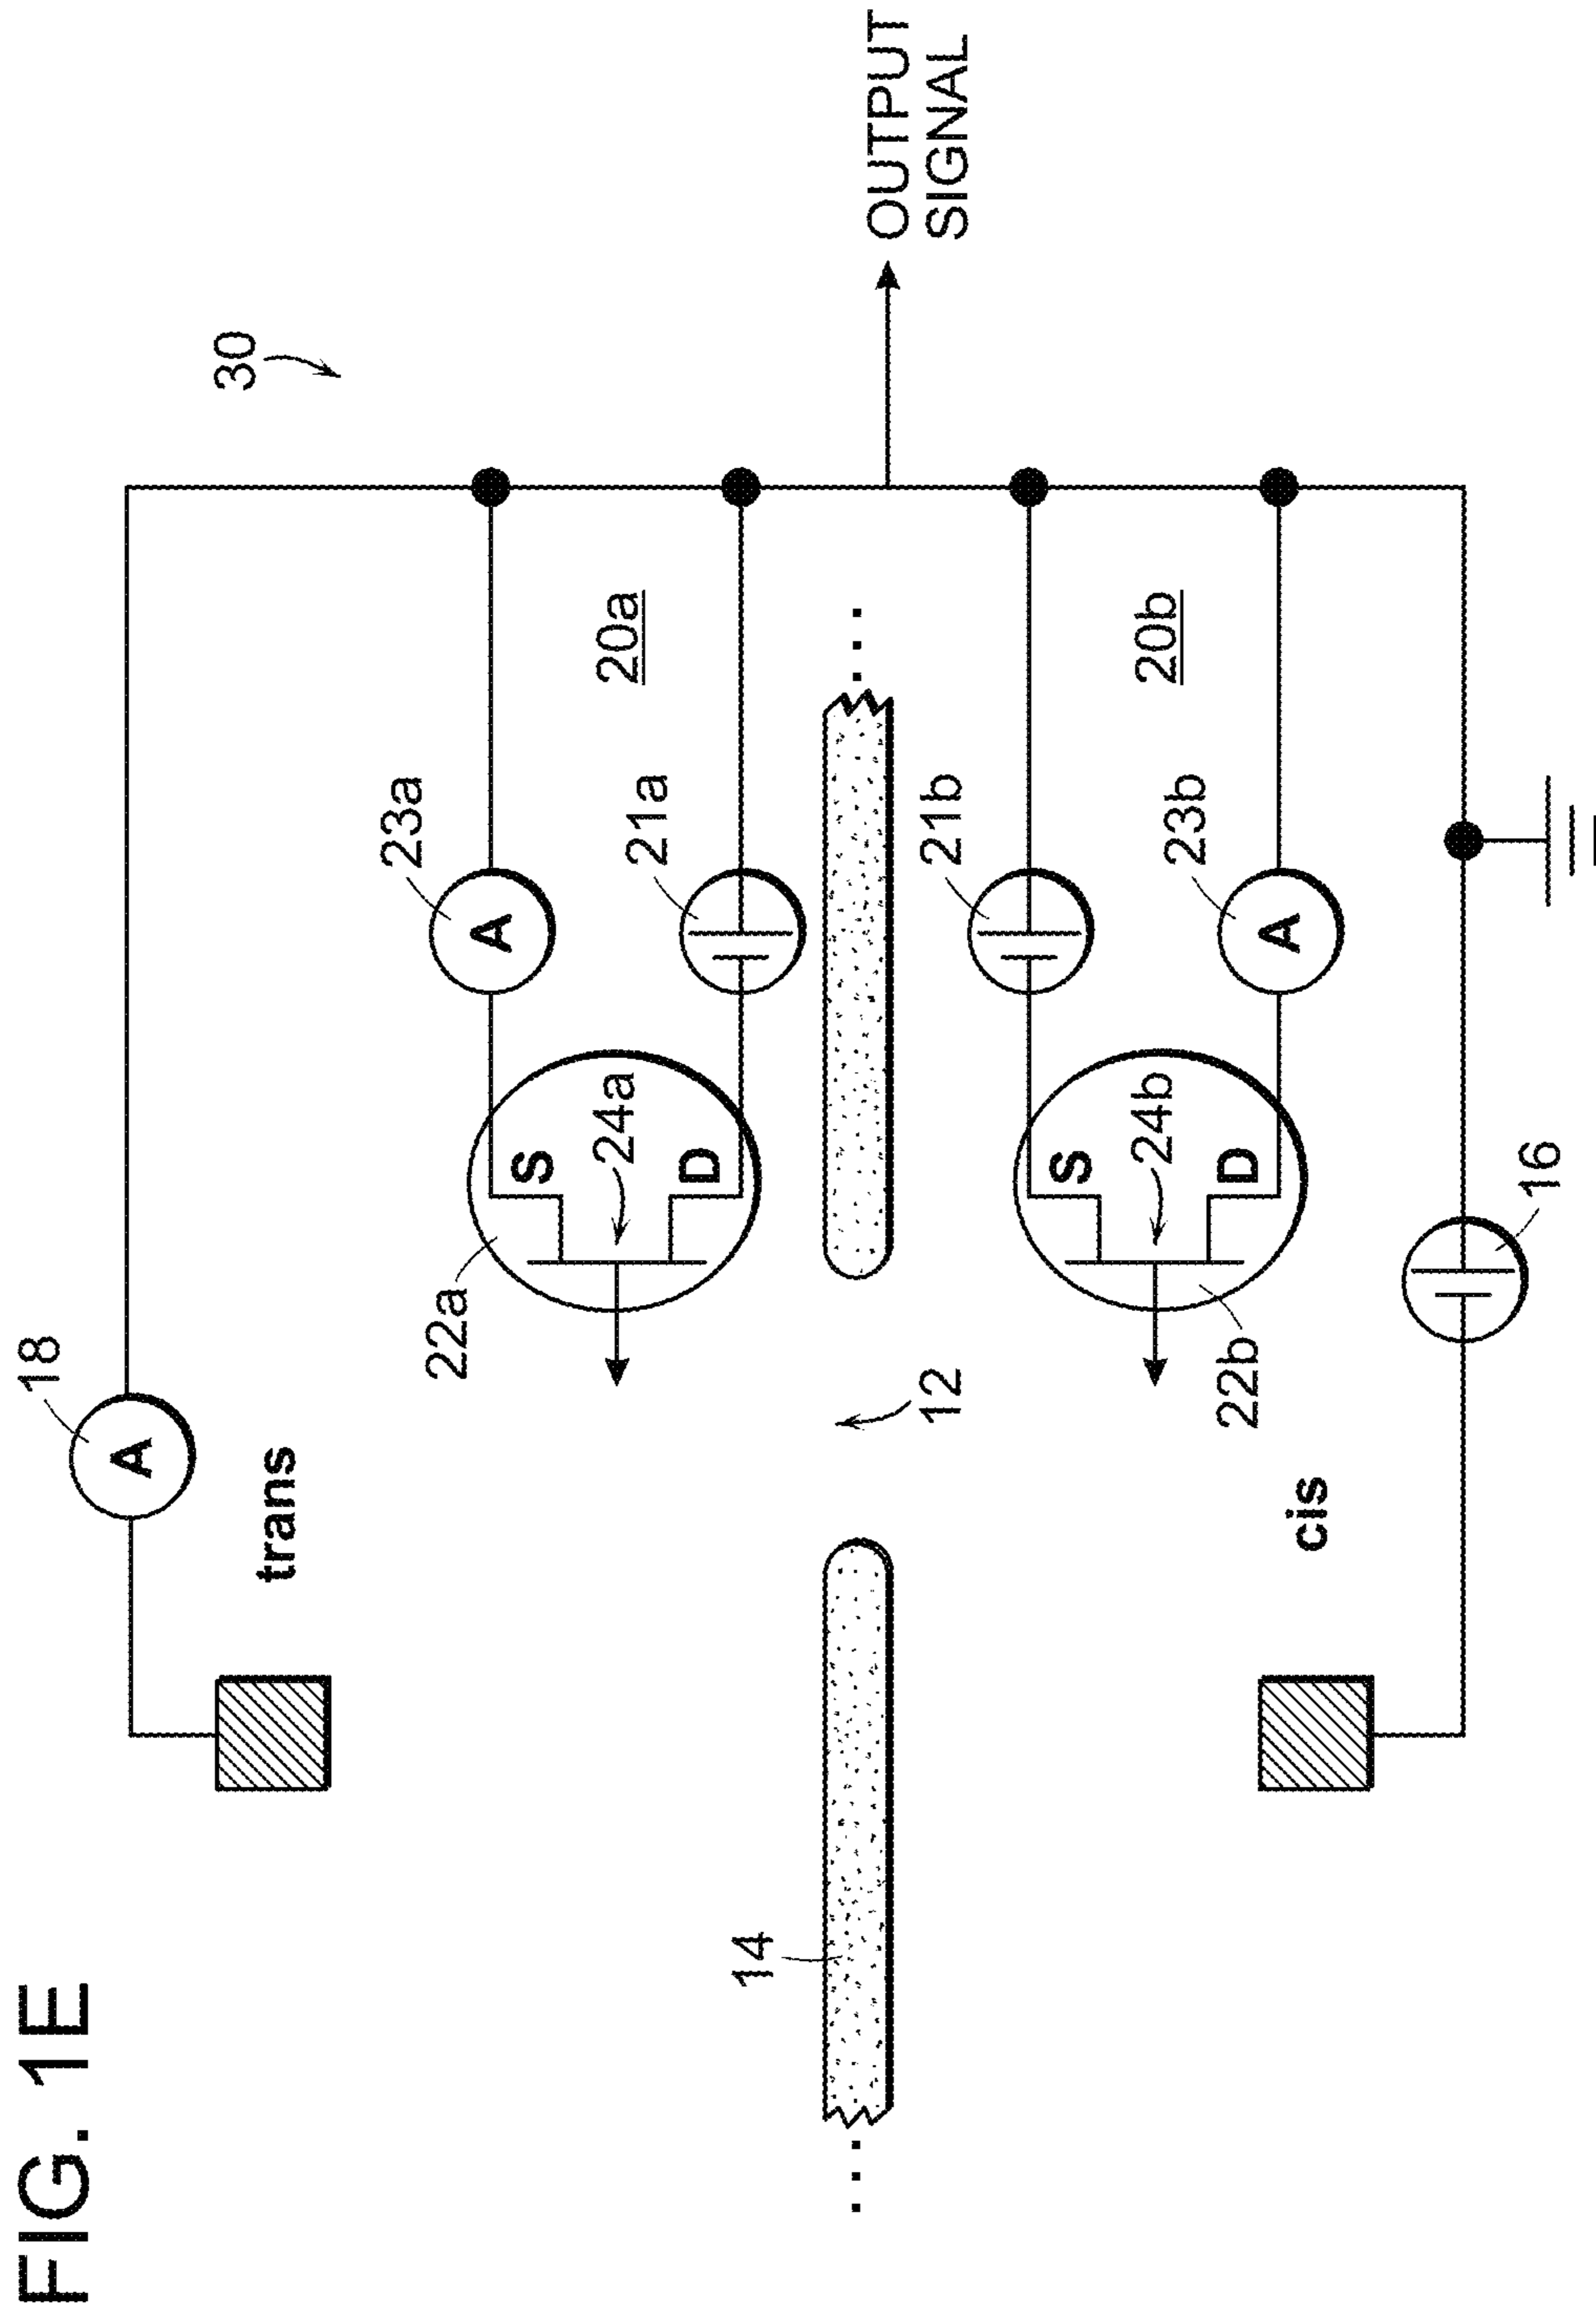 FIG. 1E
30
18
A
trans
23a
A
22a
S
24a
D
20a
21a
14
12
OUTPUT
SIGNAL
21b
20b
S
24b
D
22b
23b
A
cis
16